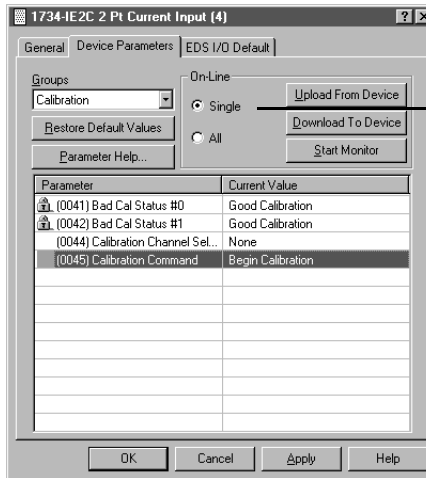 1734-IE2C 2 Pt Current Input (4)
General Device Parameters EDS I/O Default
Groups
Calibration
Restore Default Values
Parameter Help...
On-Line
Single
All
Upload From Device
Download To Device
Start Monitor
Parameter Current Value
(0041) Bad Cal Status #0 Good Calibration
(0042) Bad Cal Status #1 Good Calibration
(0044) Calibration Channel Sel... None
(0045) Calibration Command Begin Calibration
OK Cancel Apply Help